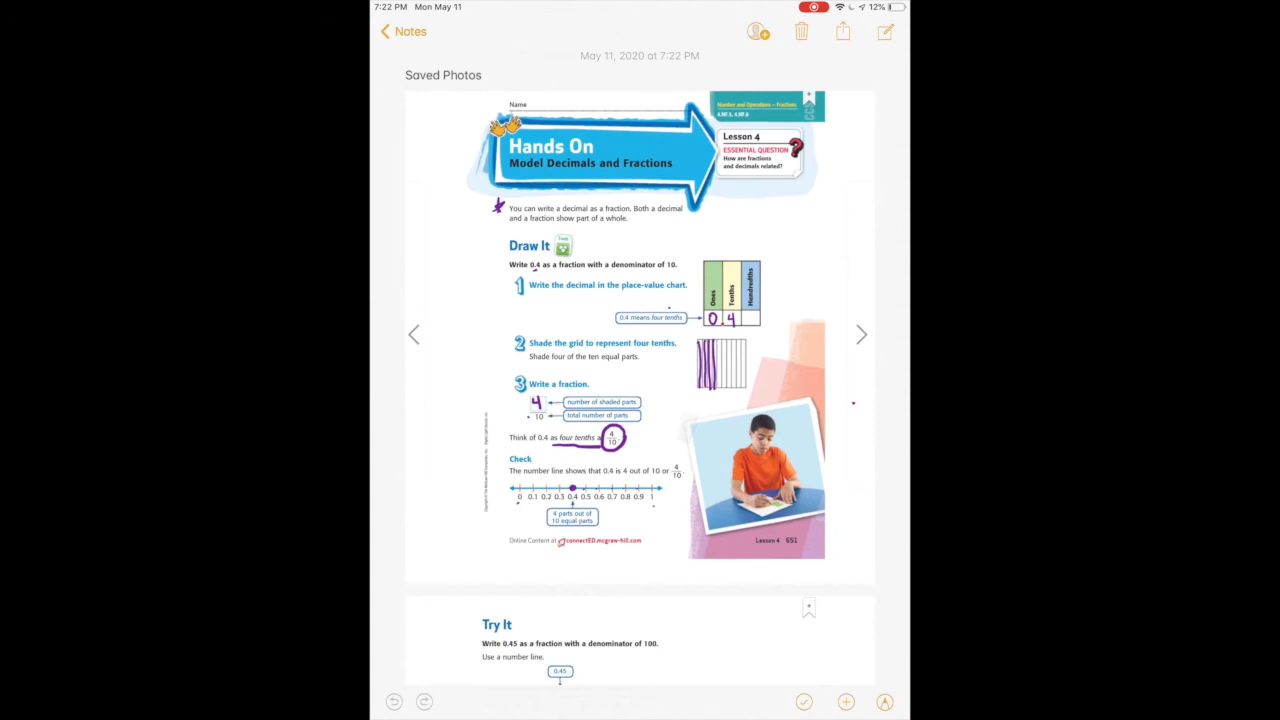 7:22 PM Mon May 11
12%
Notes
May 11, 2020 at 7:22 PM
Saved Photos
Name
Number and Operations – Fractions
4.NF.5, 4.NF.6
Hands On
Model Decimals and Fractions
Lesson 4
ESSENTIAL QUESTION
How are fractions
and decimals related?
?
You can write a decimal as a fraction. Both a decimal
and a fraction show part of a whole.
Draw It
Tools
Write 0.4 as a fraction with a denominator of 10.
1 Write the decimal in the place-value chart.
Ones Tenths Hundredths
0.4 means four tenths
0.4
2 Shade the grid to represent four tenths.
Shade four of the ten equal parts.
3 Write a fraction.
4 number of shaded parts
10 total number of parts
Think of 0.4 as four tenths 4/10
Check
The number line shows that 0.4 is 4 out of 10 or 4/10.
0 0.1 0.2 0.3 0.4 0.5 0.6 0.7 0.8 0.9 1
4 parts out of
10 equal parts
Online Content at connectED.mcgraw-hill.com
Lesson 4 651
Try It
Write 0.45 as a fraction with a denominator of 100.
Use a number line.
0.45